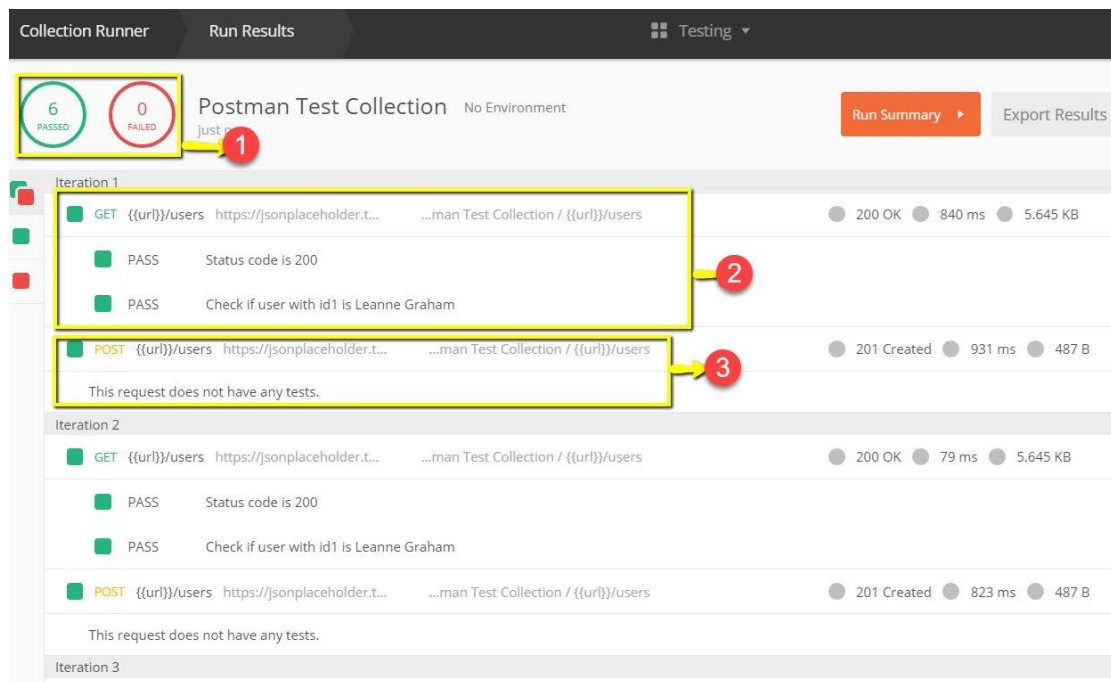 Collection Runner Run Results Testing
6 PASSED 0 FAILED Postman Test Collection No Environment Run Summary Export Results
just
1
Iteration 1
GET {{url}}/users https://jsonplaceholder.t... ...man Test Collection / {{url}}/users 200 OK 840 ms 5.645 KB
PASS Status code is 200
2
PASS Check if user with id1 is Leanne Graham
POST {{url}}/users https://jsonplaceholder.t... ...man Test Collection / {{url}}/users 201 Created 931 ms 487 B
3
This request does not have any tests.
Iteration 2
GET {{url}}/users https://jsonplaceholder.t... ...man Test Collection / {{url}}/users 200 OK 79 ms 5.645 KB
PASS Status code is 200
PASS Check if user with id1 is Leanne Graham
POST {{url}}/users https://jsonplaceholder.t... ...man Test Collection / {{url}}/users 201 Created 823 ms 487 B
This request does not have any tests.
Iteration 3